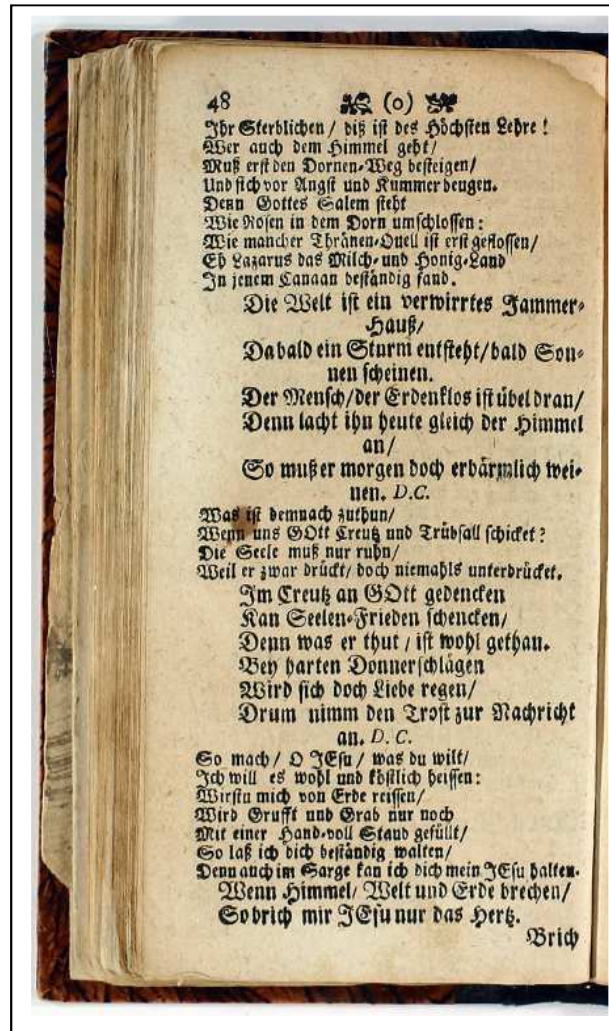 48 (o)
Ihr Sterblichen / diß ist des Höchsten Lehre !
Wer auch dem Himmel geht /
Muß erst den Dornen-Weg besteigen /
Und sich vor Angst und Kummer beugen.
Denn Gottes Salem steht
Wie Rosen in dem Dorn umschlossen :
Wie mancher Thränen-Quell ist erst geflossen /
Eh Lazarus das Milch- und Honig-Land
In jenem Canaan beständig fand.
Die Welt ist ein verwirrtes Jammer-
Hauß /
Da bald ein Sturm entsteht / bald Son-
nen scheinen.
Der Mensch / der Erdenklos ist übel dran /
Denn lacht ihn heute gleich der Himmel
an /
So muß er morgen doch erbärmlich wei-
nen. D.C.
Was ist demnach zuthun /
Wenn uns GOtt Creutz und Trübsall schicket ?
Die Seele muß nur ruhn /
Weil er zwar drückt / doch niemahls unterdrücket.
Im Creutz an GOtt gedencken
Kan Seelen-Frieden schencken /
Denn was er thut / ist wohl gethan.
Bey harten Donnerschlägen
Wird sich doch Liebe regen /
Drum nimm den Trost zur Nachricht
an. D. C.
So mach / O JEsu / was du wilt /
Ich will es wohl und köstlich heissen :
Wirstu mich von Erde reissen /
Wird Grufft und Grab nur noch
Mit einer Hand-voll Staub gefüllt /
So laß ich dich beständig walten /
Denn auch im Sarge kan ich dich mein JEsu halten.
Wenn Himmel / Welt und Erde brechen /
So brich mir JEsu nur das Hertz.
Brich